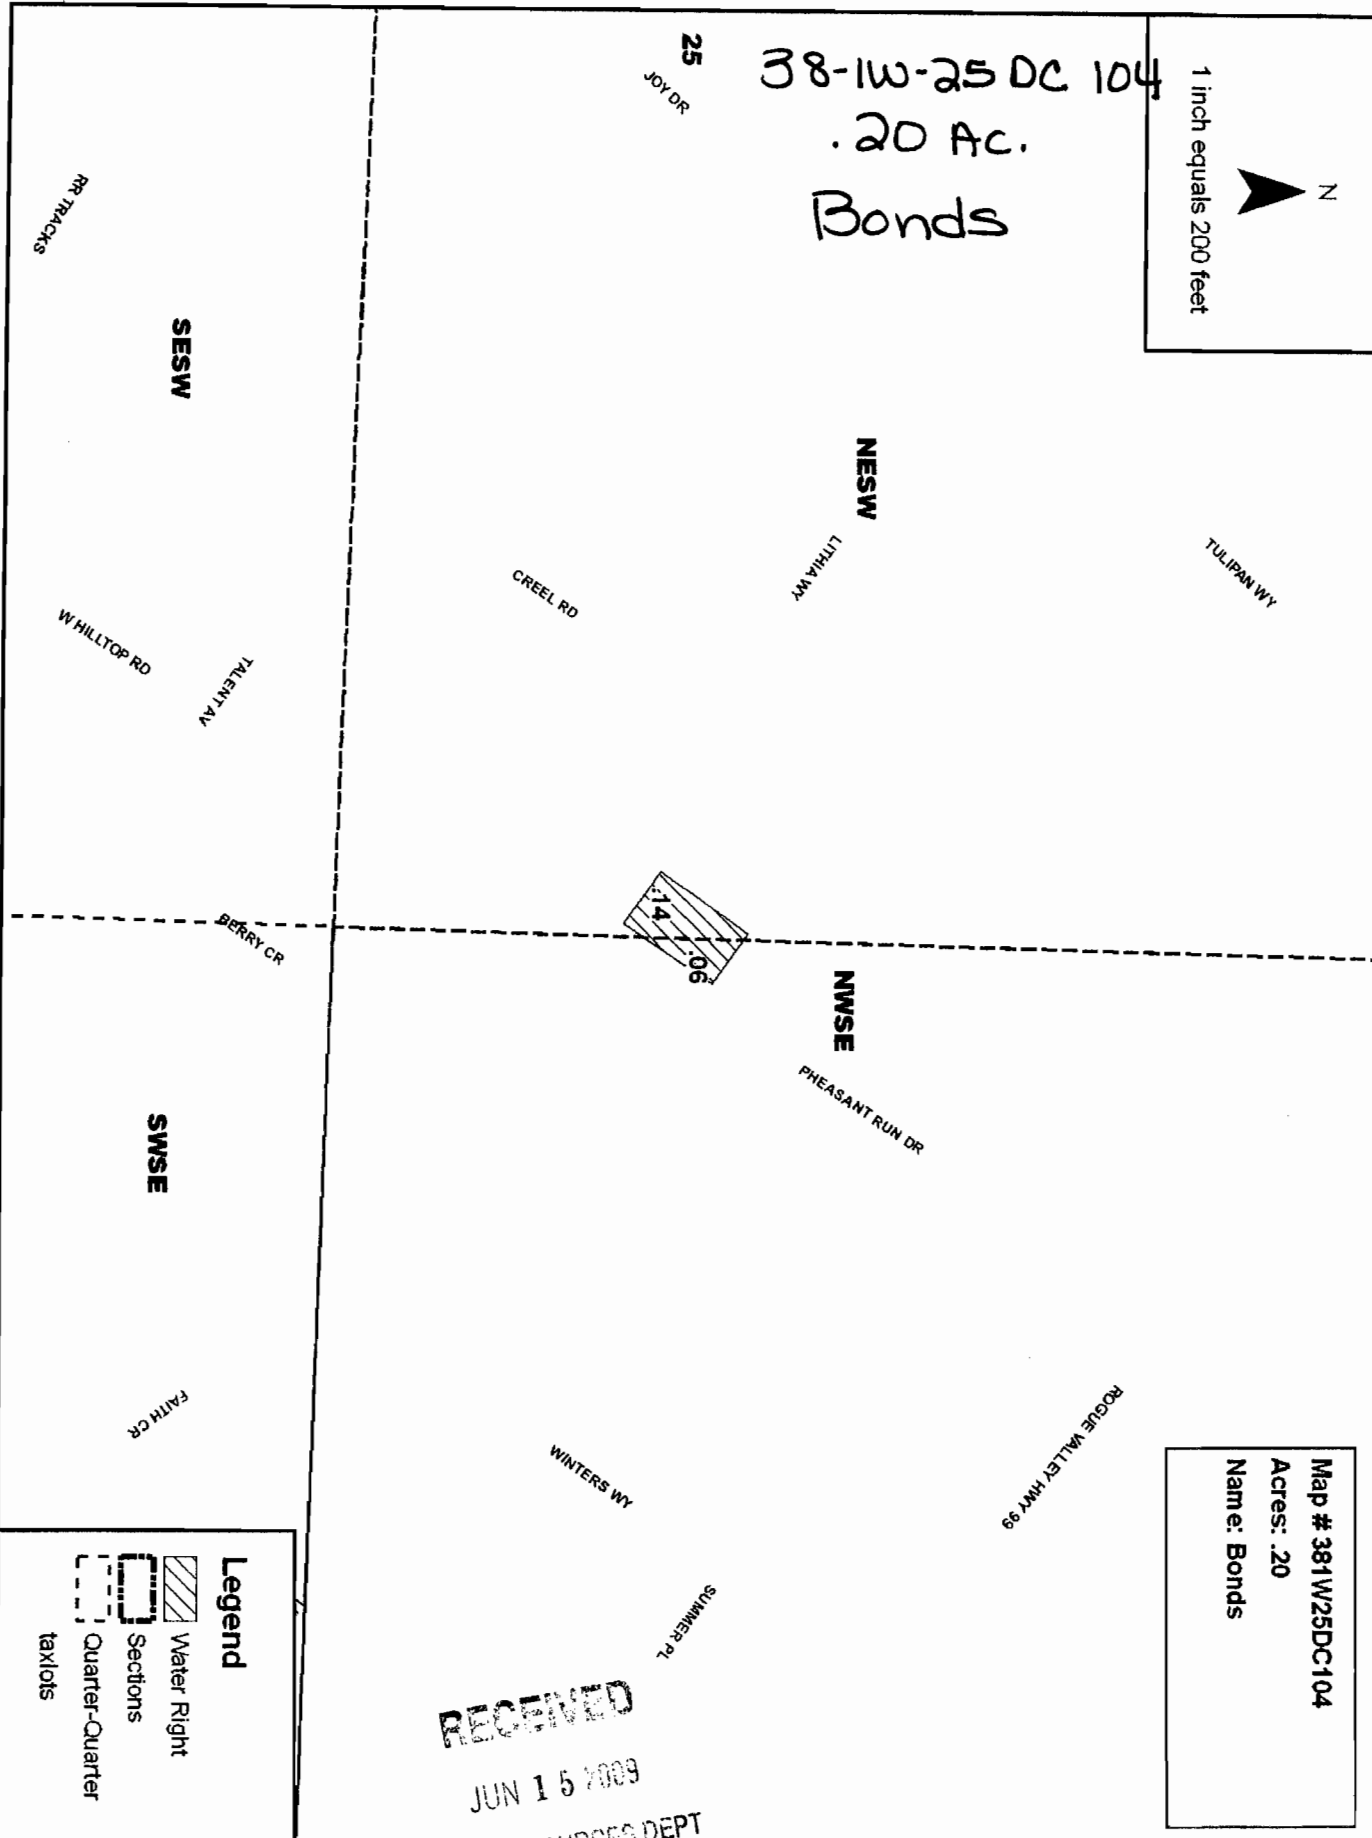 38-1W-25 DC 104
.20 Ac.
Bonds
N
1 inch equals 200 feet
Map # 381W25DC104
Acres: .20
Name: Bonds
25
JOY DR
TULIPAN WY
NESW
LITHIA WY
CREEL RD
RR TRACKS
SESW
W HILLTOP RD
TALENT AV
BERRY CR
.14
.06
NWSE
PHEASANT RUN DR
ROGUE VALLEY HWY 99
SWSE
WINTERS WY
SUMMER PL
FAITH CR
Legend
Water Right
Sections
Quarter-Quarter
taxlots
RECEIVED
JUN 15 2009
DEPT